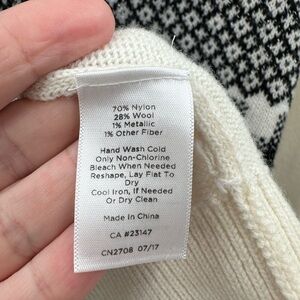 70% Nylon
28% Wool
1% Metallic
1% Other Fiber
Hand Wash Cold
Only Non-Chlorine
Bleach When Needed
Reshape, Lay Flat To
Dry
Cool Iron, If Needed
Or Dry Clean
Made in China
CA #23147
CN2708 07/17